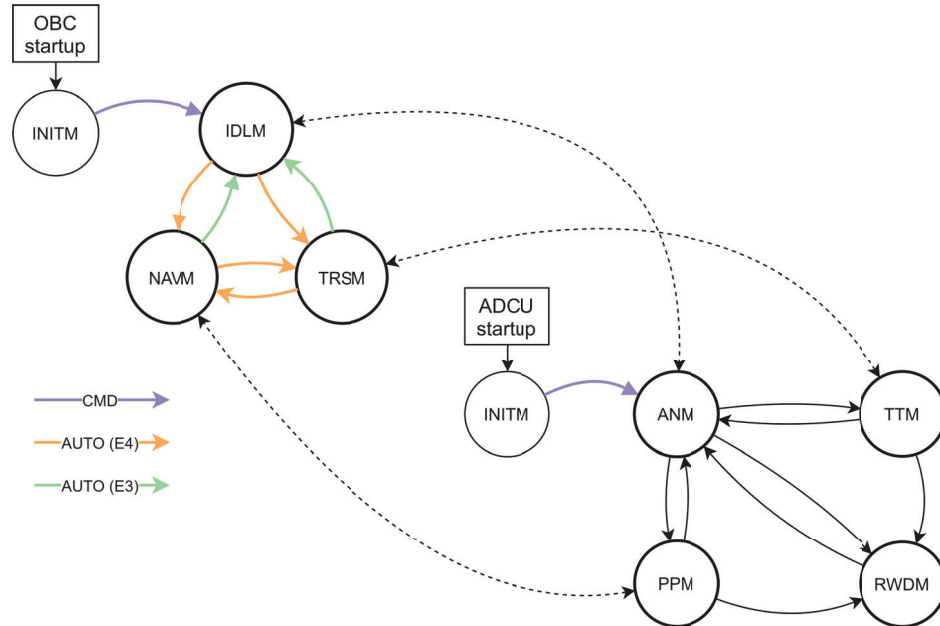 OBC
startup
INITM
IDLM
NAVM
TRSM
ADCU
startup
INITM
ANM
TTM
CMD
AUTO (E4)
AUTO (E3)
PPM
RWDM